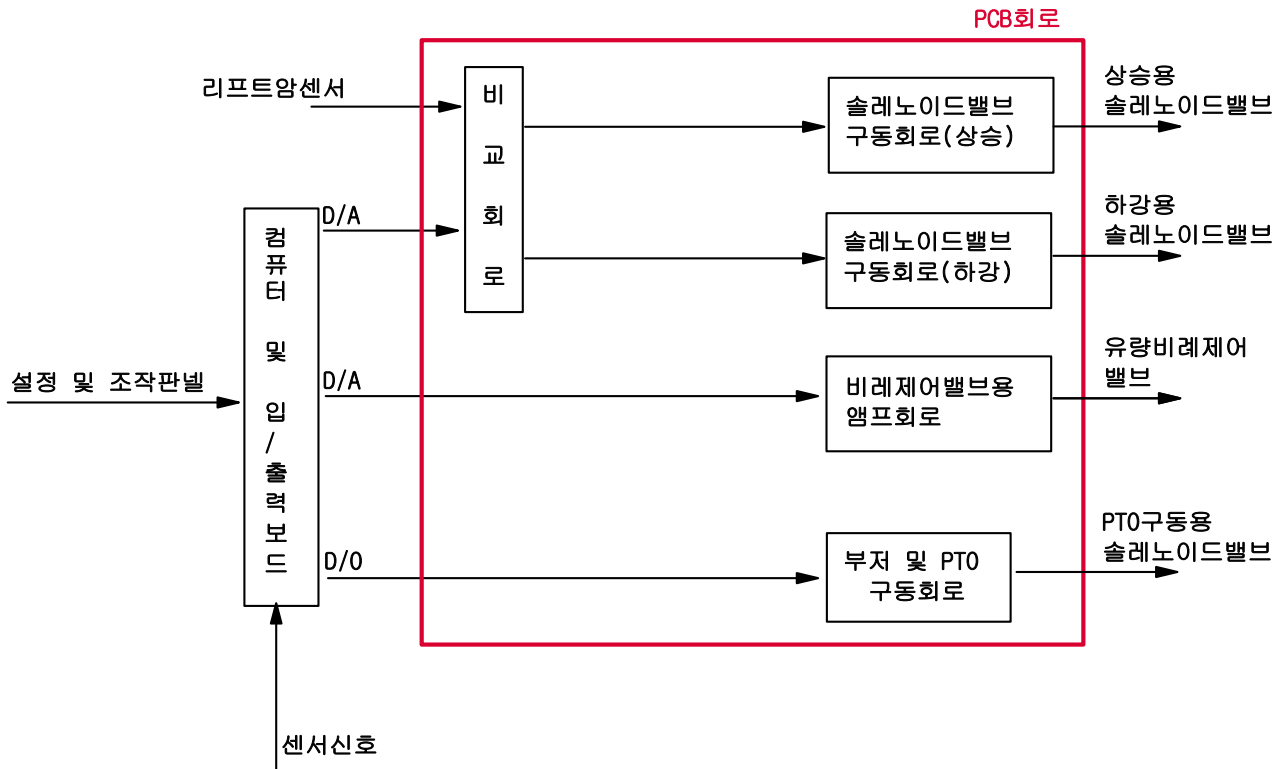 PCB회로
리프트암센서
비교회로
솔레노이드밸브
구동회로(상승)
상승용
솔레노이드밸브
D/A
컴퓨터 및 입/출력보드
솔레노이드밸브
구동회로(하강)
하강용
솔레노이드밸브
설정 및 조작판넬
D/A
비레제어밸브용
앰프회로
유량비례제어
밸브
D/O
부저 및 PTO
구동회로
PTO구동용
솔레노이드밸브
센서신호